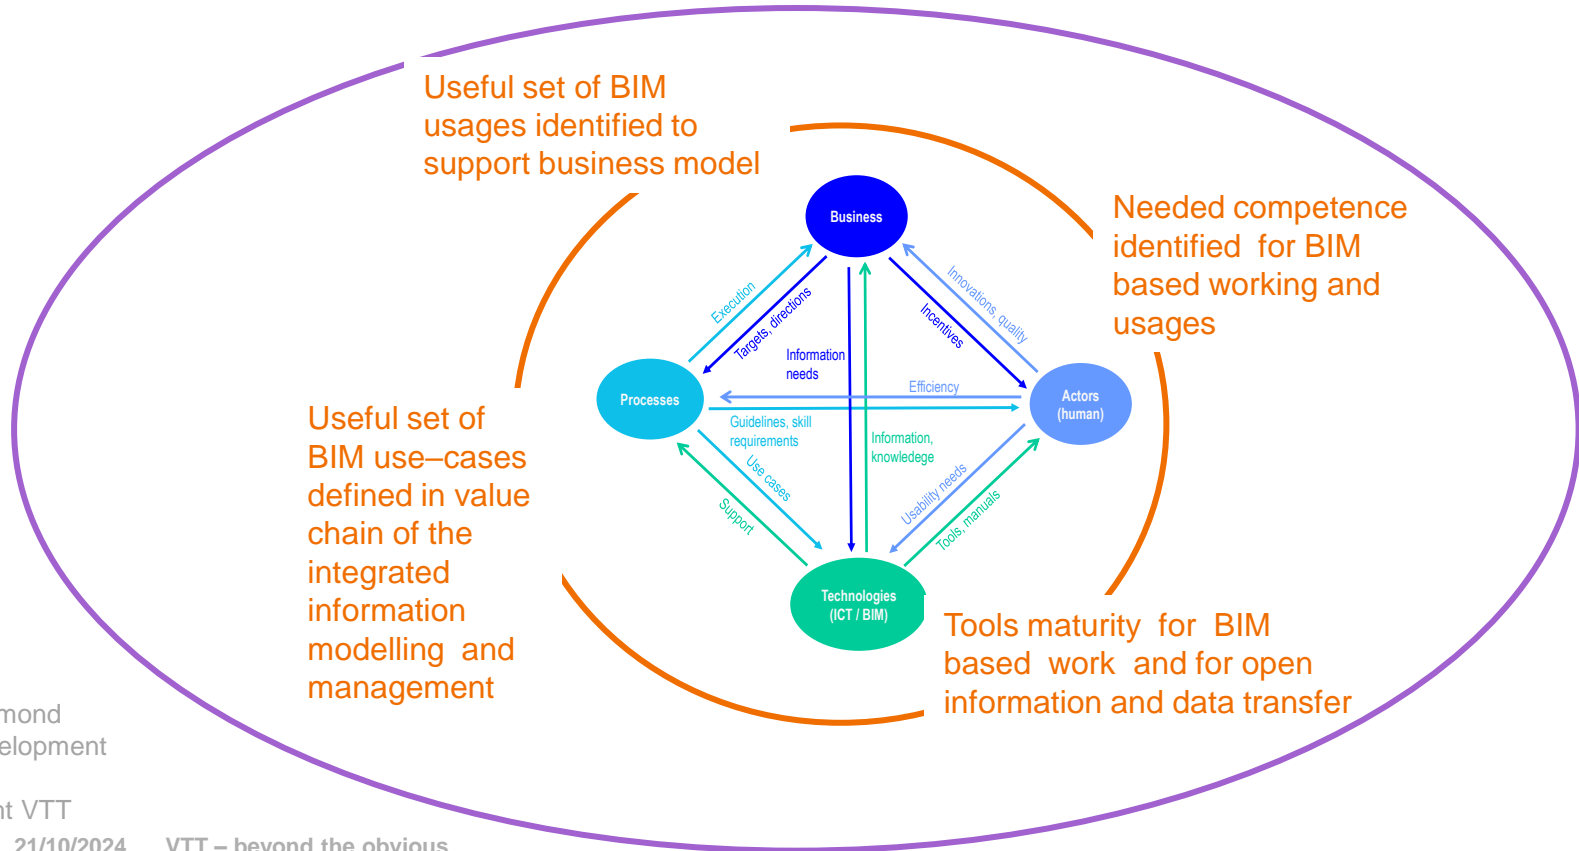 Useful set of BIM
usages identified to
support business model
Needed competence
identified for BIM
based working and
usages
Business
Execution
Targets, directions
Information
needs
Incentives
Innovations, quality
Processes
Efficiency
Actors
(human)
Guidelines, skill
requirements
Information,
knowledege
Use cases
Support
Usability needs
Tools, manuals
Technologies
(ICT / BIM)
Useful set of
BIM use–cases
defined in value
chain of the
integrated
information
modelling and
management
Tools maturity for BIM
based work and for open
information and data transfer
mond
elopment
nt VTT
21/10/2024 VTT – beyond the obvious